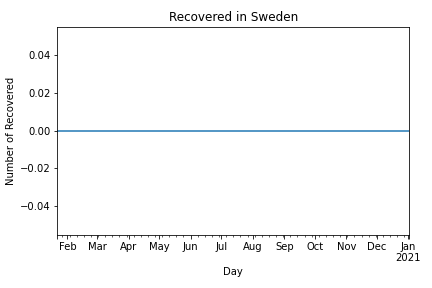 Recovered in Sweden
Number of Recovered
0.04
0.02
0.00
−0.02
−0.04
Feb Mar Apr May Jun Jul Aug Sep Oct Nov Dec Jan
2021
Day